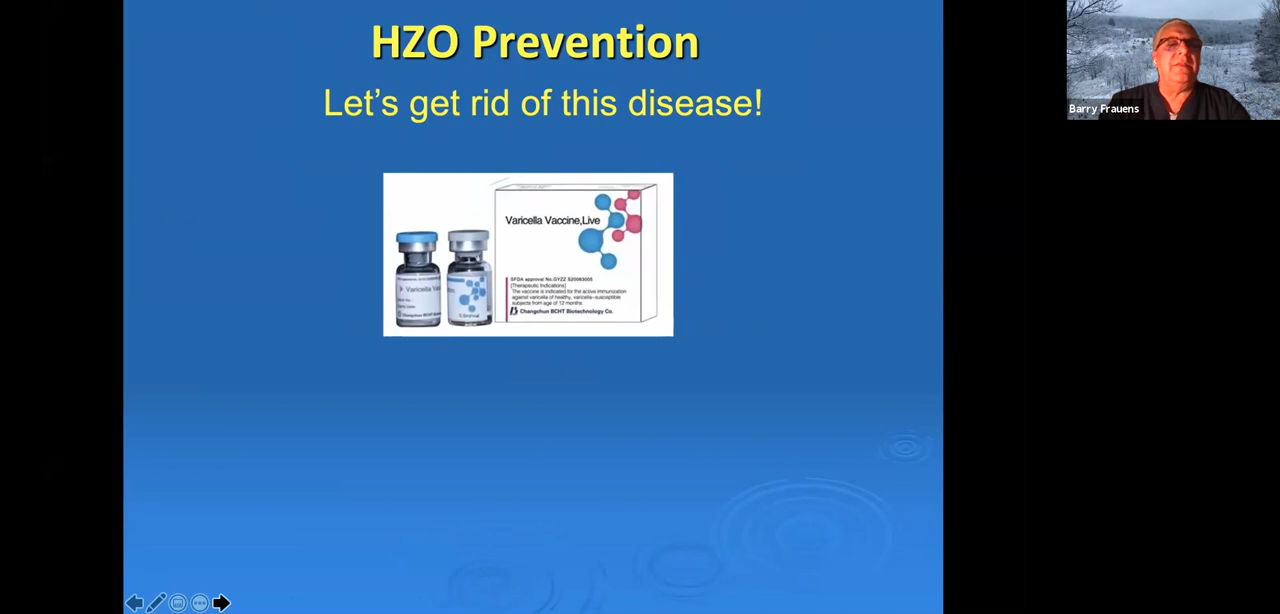 HZO Prevention
Let's get rid of this disease!
Barry Frauens
Varicella Vaccine,Live
SFDA approval No.GYZZ S20083005
[Therapeutic Indications]
The vaccine is indicated for the active immunization
against varicella of healthy, varicella-susceptible
subjects from age of 12 months
Changchun BCHT Biotechnology Co.
Varicella